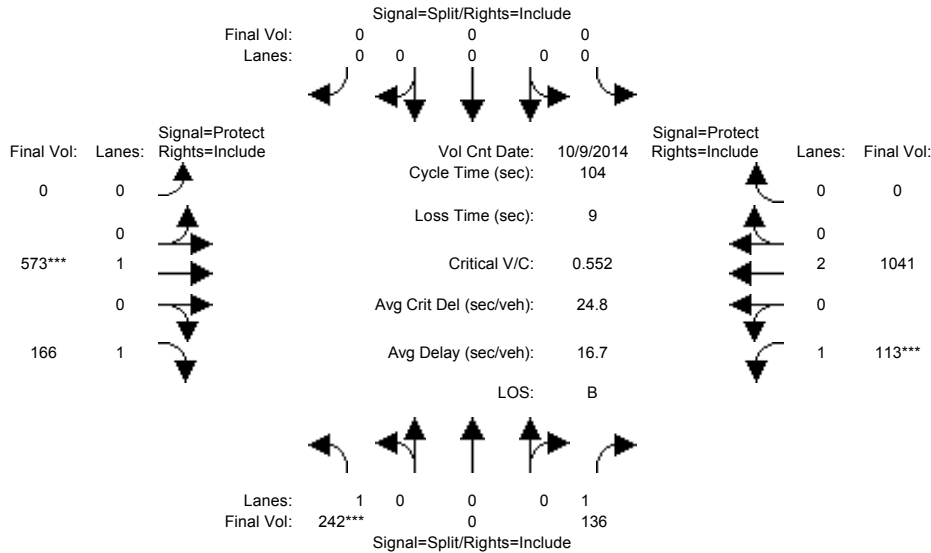 Signal=Split/Rights=Include
Final Vol: 0 0 0
Lanes: 0 0 0 0 0
Signal=Protect Signal=Protect
Final Vol: Lanes: Rights=Include Vol Cnt Date: 10/9/2014 Rights=Include Lanes: Final Vol:
Cycle Time (sec): 104
0 0 0 0
Loss Time (sec): 9
0 0
573*** 1 Critical V/C: 0.552 2 1041
0 Avg Crit Del (sec/veh): 24.8 0
166 1 Avg Delay (sec/veh): 16.7 1 113***
LOS: B
Lanes: 1 0 0 0 1
Final Vol: 242*** 0 136
Signal=Split/Rights=Include